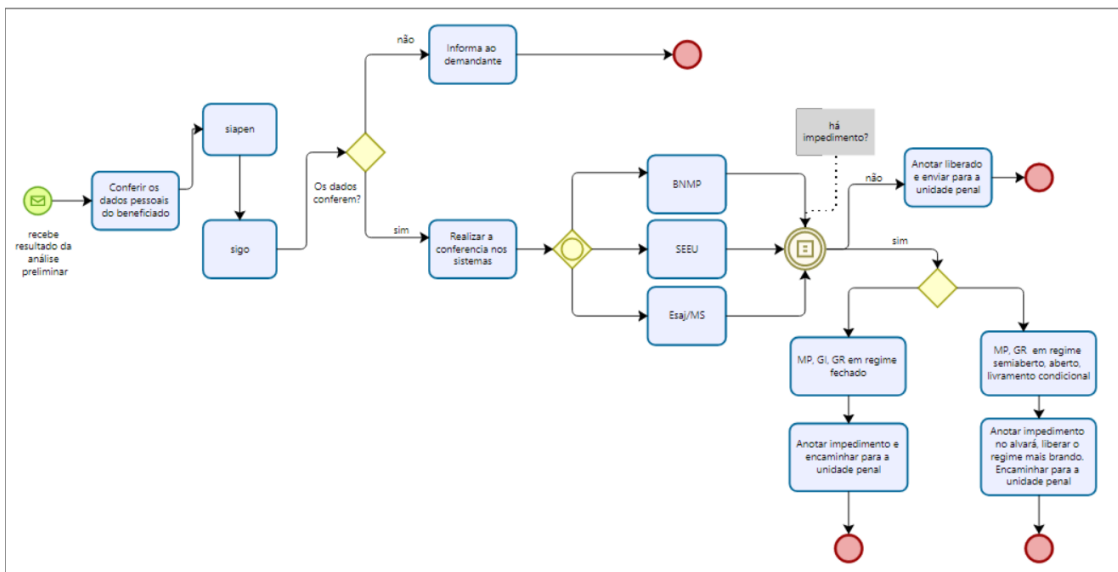 recebe
resultado da
análise
preliminar
Conferir os
dados pessoais
do beneficiado
siapen
sigo
Os dados
conferem?
não
Informa ao
demandante
sim
Realizar a
conferencia nos
sistemas
BNMP
SEEU
Esaj/MS
há
impedimento?
não
Anotar liberado
e enviar para a
unidade penal
sim
MP, GI, GR em regime
fechado
Anotar impedimento e
encaminhar para a
unidade penal
MP, GR em regime
semiaberto, aberto,
livramento condicional
Anotar impedimento
no alvará, liberar o
regime mais brando.
Encaminhar para a
unidade penal